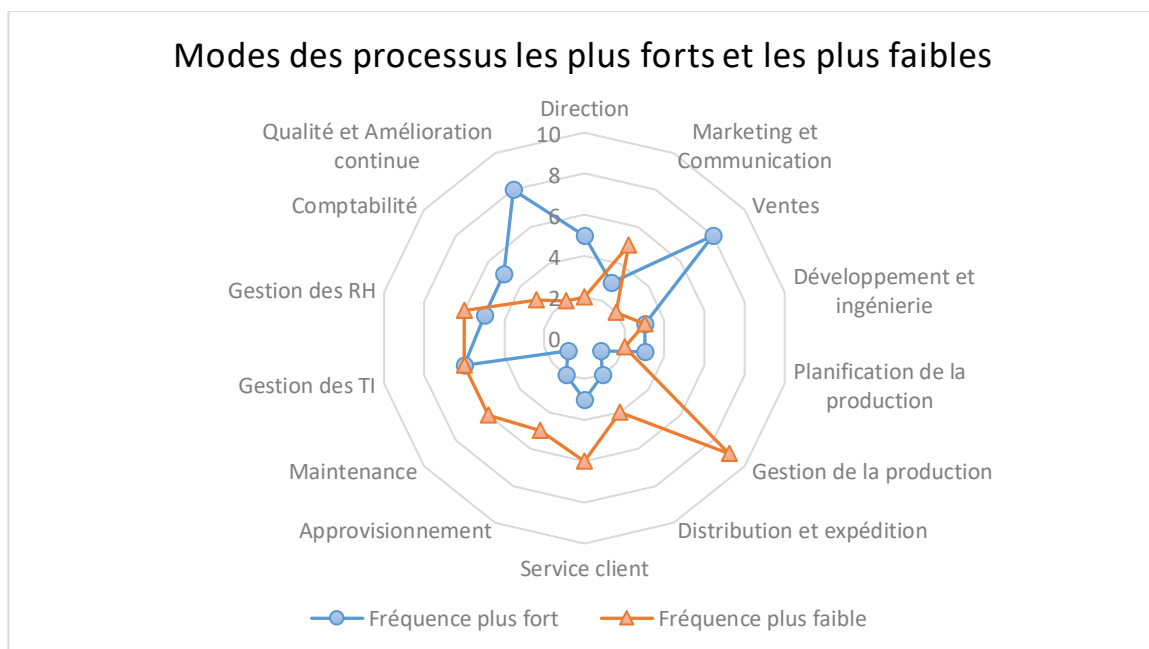 Modes des processus les plus forts et les plus faibles
Direction
Marketing et
Communication
Ventes
Développement et
ingénierie
Planification de la
production
Gestion de la production
Distribution et expédition
Service client
Approvisionnement
Maintenance
Gestion des TI
Gestion des RH
Comptabilité
Qualité et Amélioration
continue
10
8
6
4
2
0
Fréquence plus fort
Fréquence plus faible